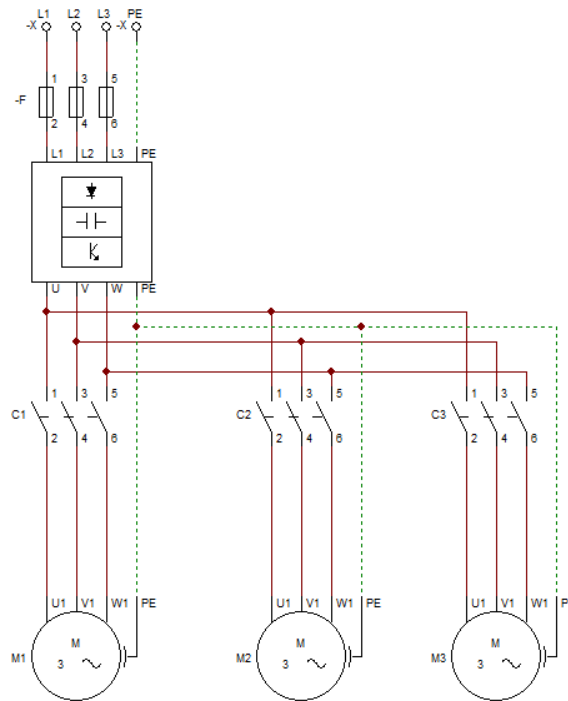 L1 L2 L3 PE
-X -X
1 3 5
-F
2 4 6
L1 L2 L3 PE
U V W PE
1 3 5 1 3 5 1 3 5
C1 C2 C3
2 4 6 2 4 6 2 4 6
U1 V1 W1 PE U1 V1 W1 PE U1 V1 W1
M M M
M1 3 M2 3 M3 3